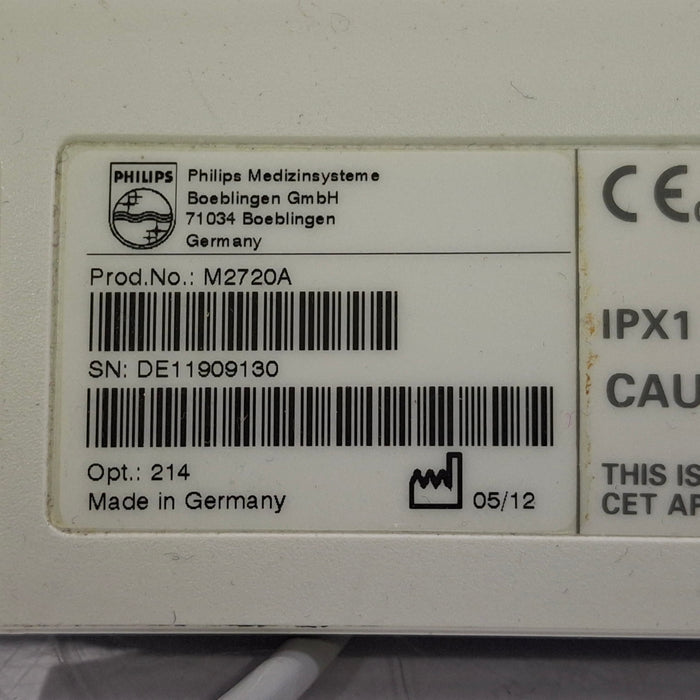 PHILIPS
Philips Medizinsysteme
Boeblingen GmbH
71034 Boeblingen
Germany
Prod.No.: M2720A
SN: DE11909130
Opt.: 214
Made in Germany
05/12
CE
IPX1
CAU
THIS IS
CET AP